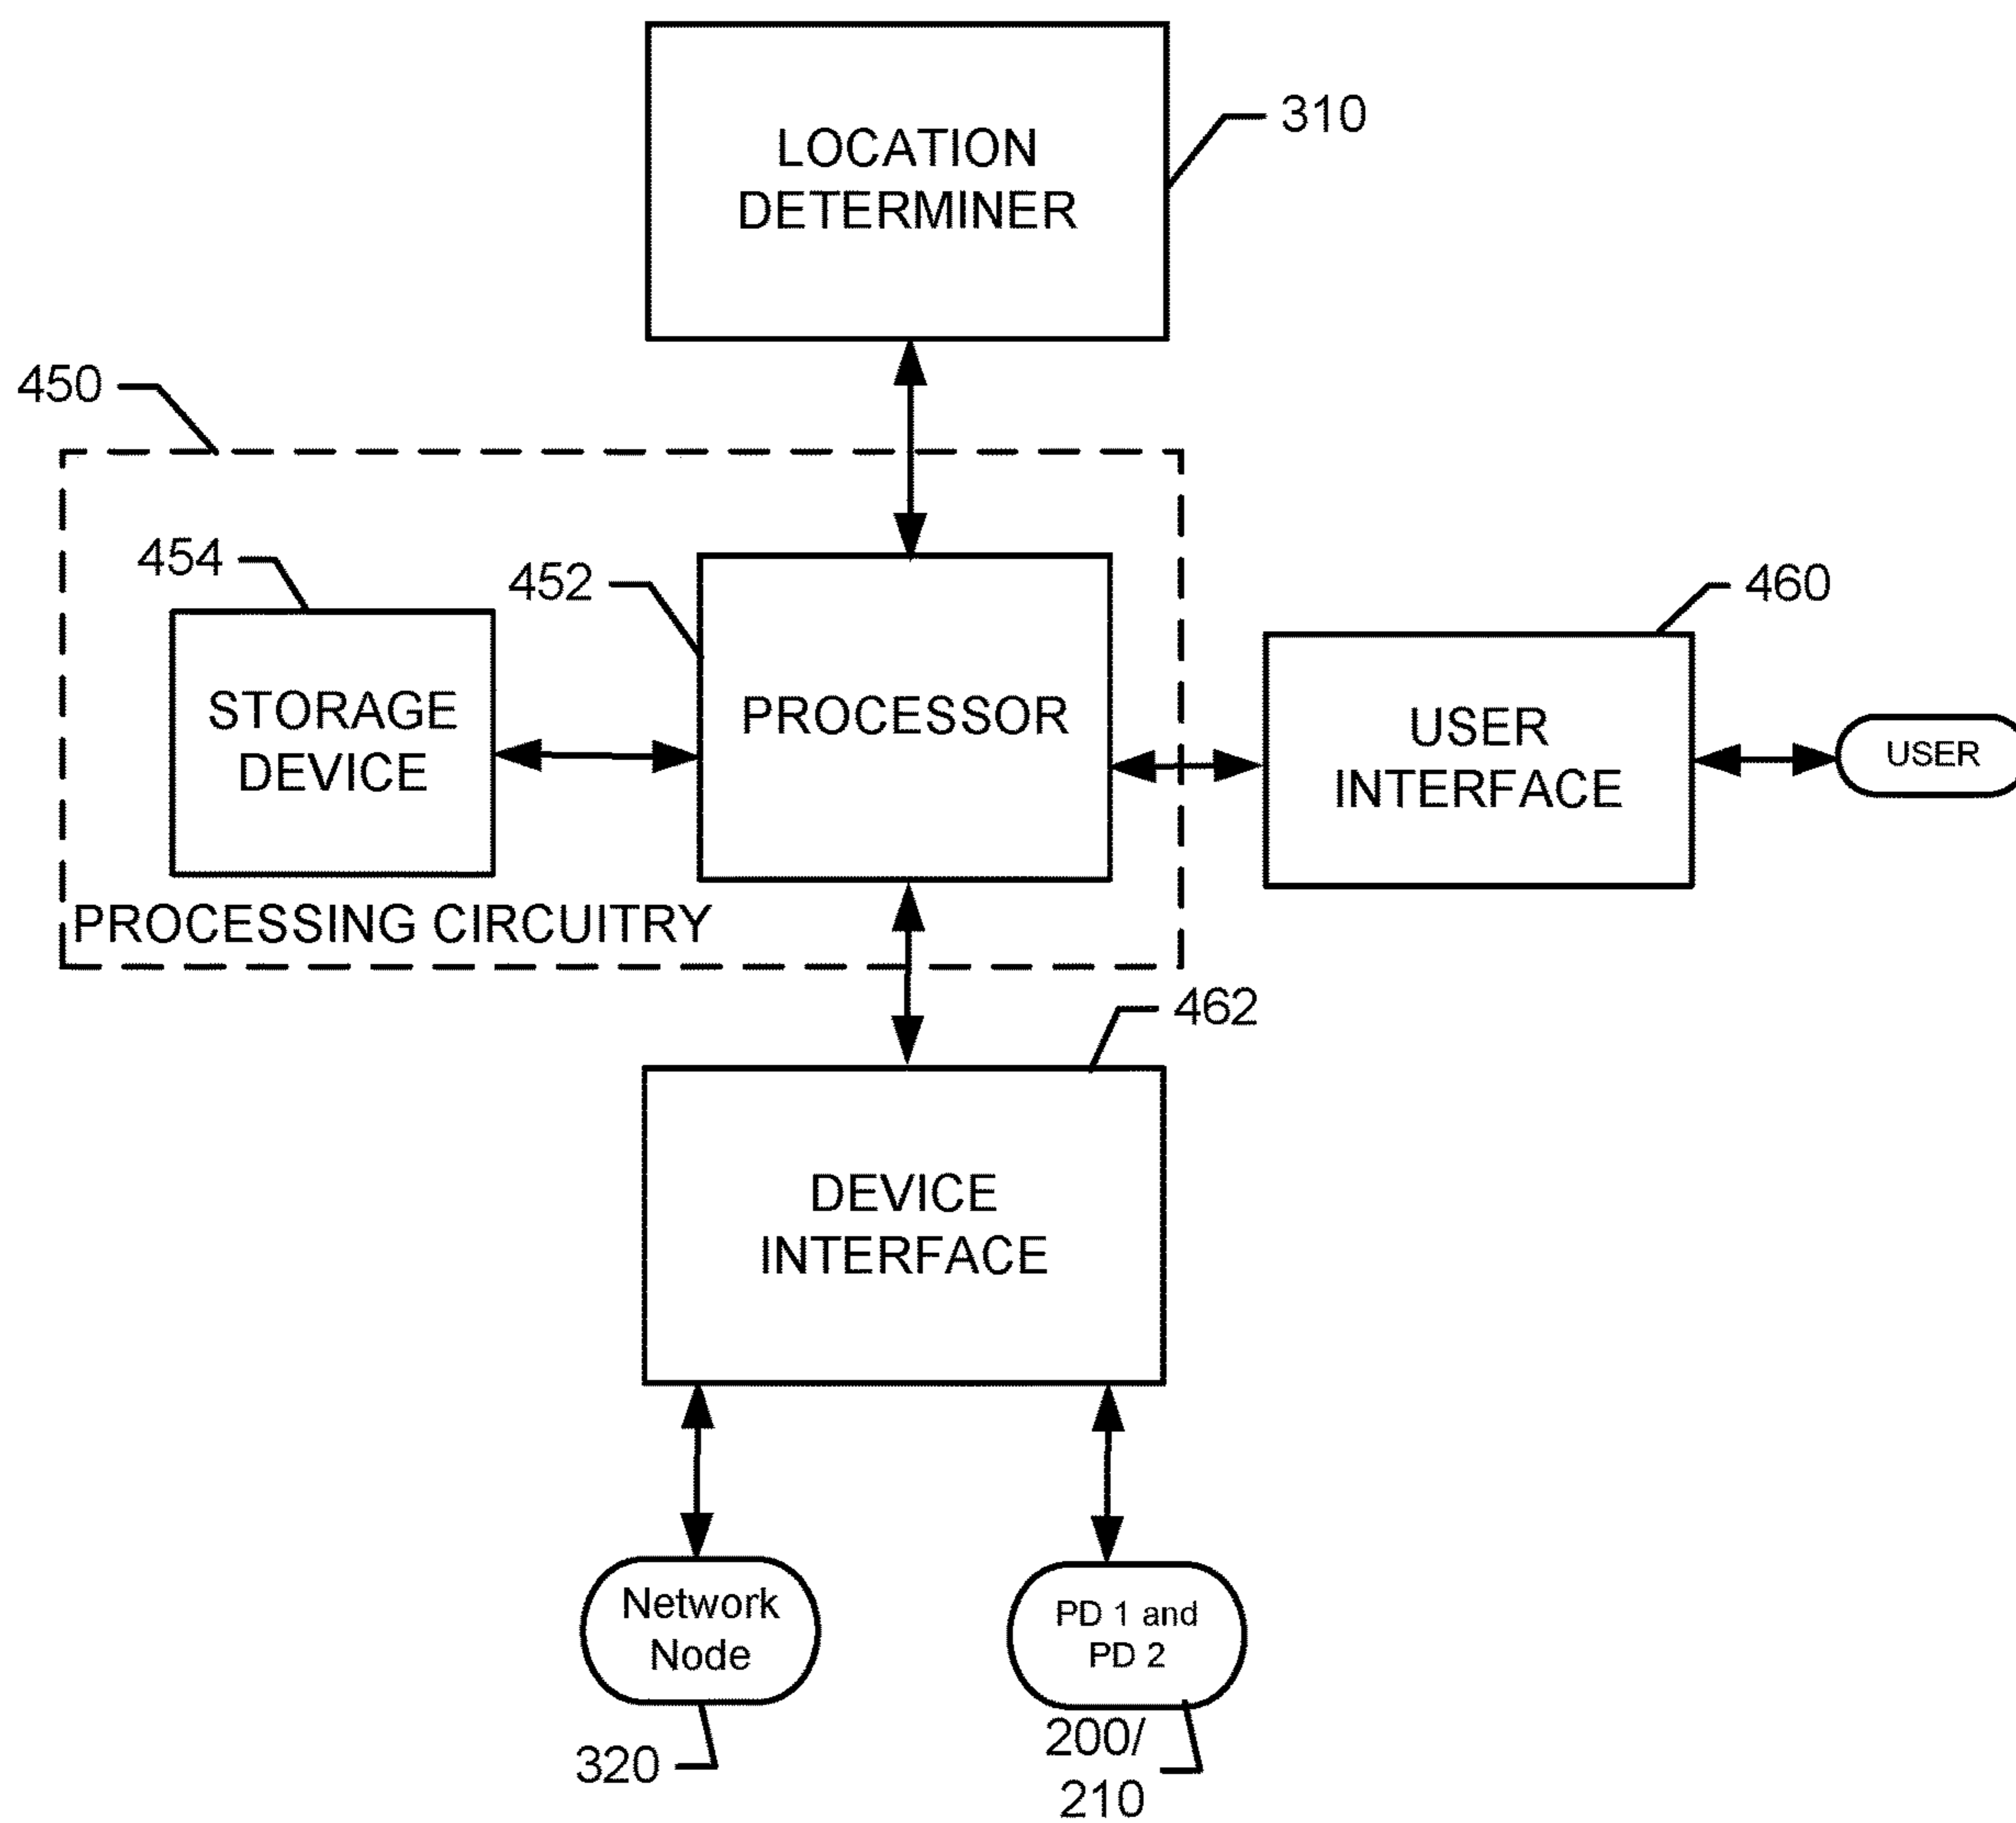 LOCATION
DETERMINER
310
450
454
452
460
STORAGE
DEVICE
PROCESSOR
USER
INTERFACE
USER
PROCESSING CIRCUITRY
462
DEVICE
INTERFACE
Network
Node
PD 1 and
PD 2
320
200/
210